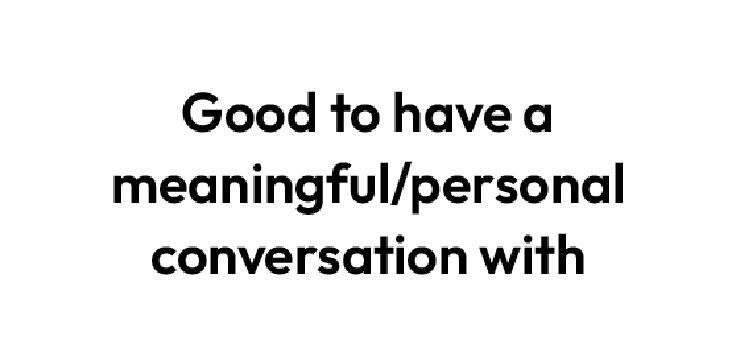 Good to have a
meaningful/personal
conversation with